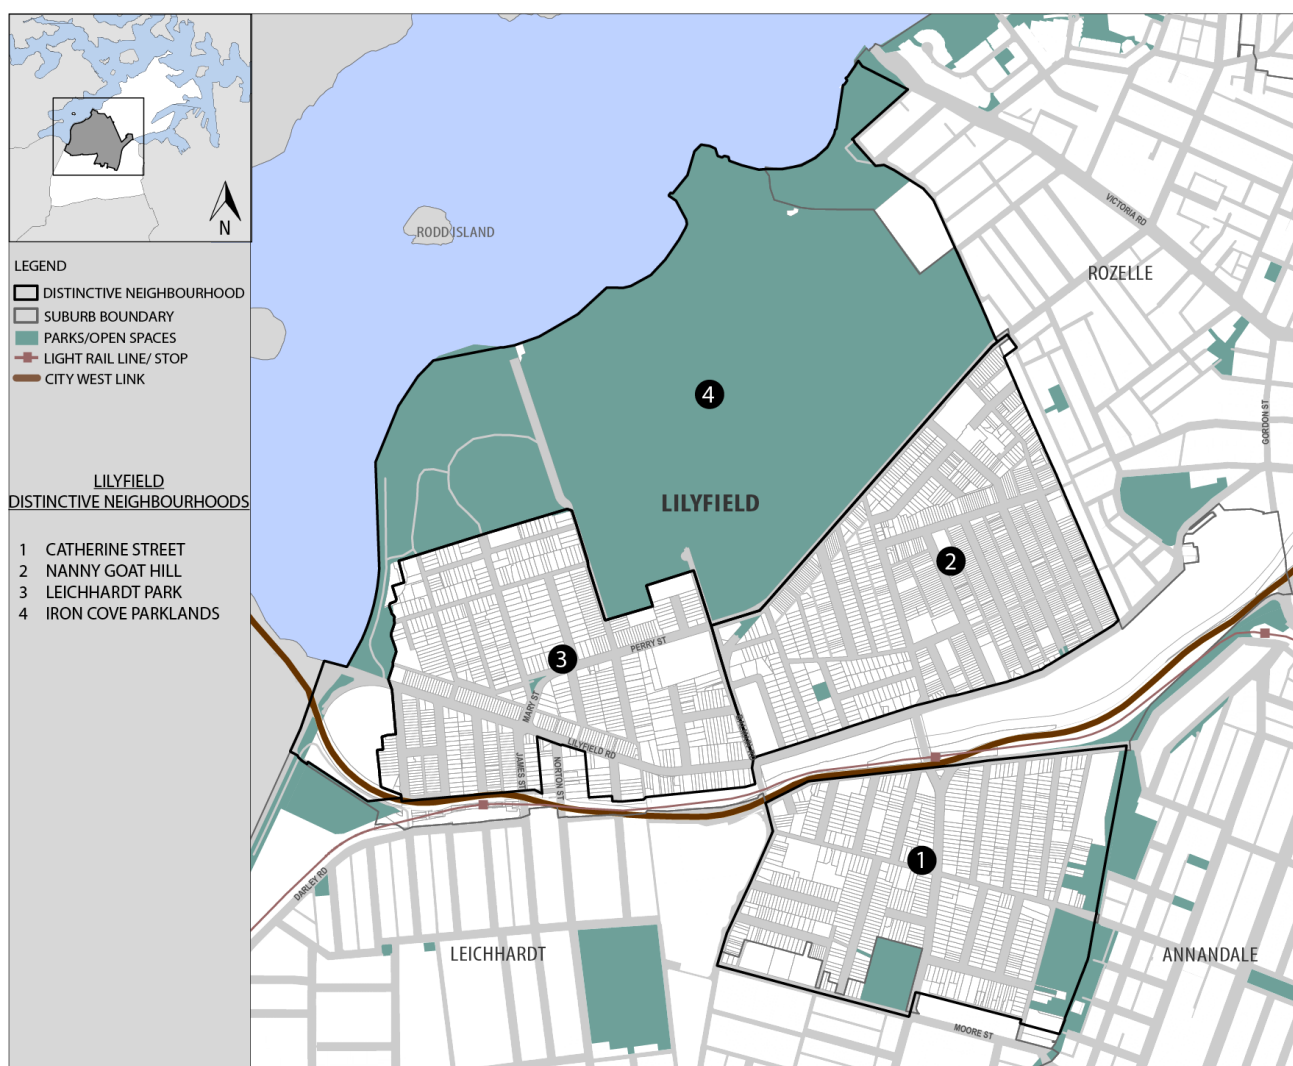 N
LEGEND
DISTINCTIVE NEIGHBOURHOOD
SUBURB BOUNDARY
PARKS/OPEN SPACES
LIGHT RAIL LINE/ STOP
CITY WEST LINK
LILYFIELD
DISTINCTIVE NEIGHBOURHOODS
1 CATHERINE STREET
2 NANNY GOAT HILL
3 LEICHHARDT PARK
4 IRON COVE PARKLANDS
RODD ISLAND
VICTORIA RD
ROZELLE
4
GORDON ST
LILYFIELD
2
3
PERRY ST
MARY ST
LILYFIELD RD
JAMES ST
NORTON ST
1
DARLEY RD
LEICHHARDT
ANNANDALE
MOORE ST